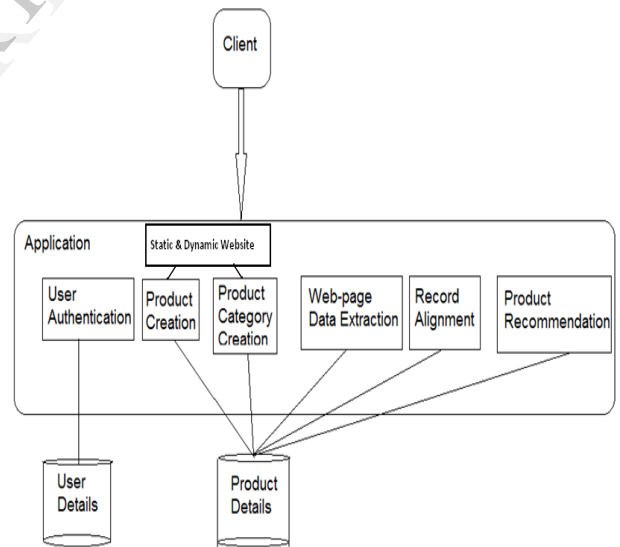 Client
Application
Static & Dynamic Website
User
Authentication
Product
Creation
Product
Category
Creation
Web-page
Data Extraction
Record
Alignment
Product
Recommendation
User
Details
Product
Details